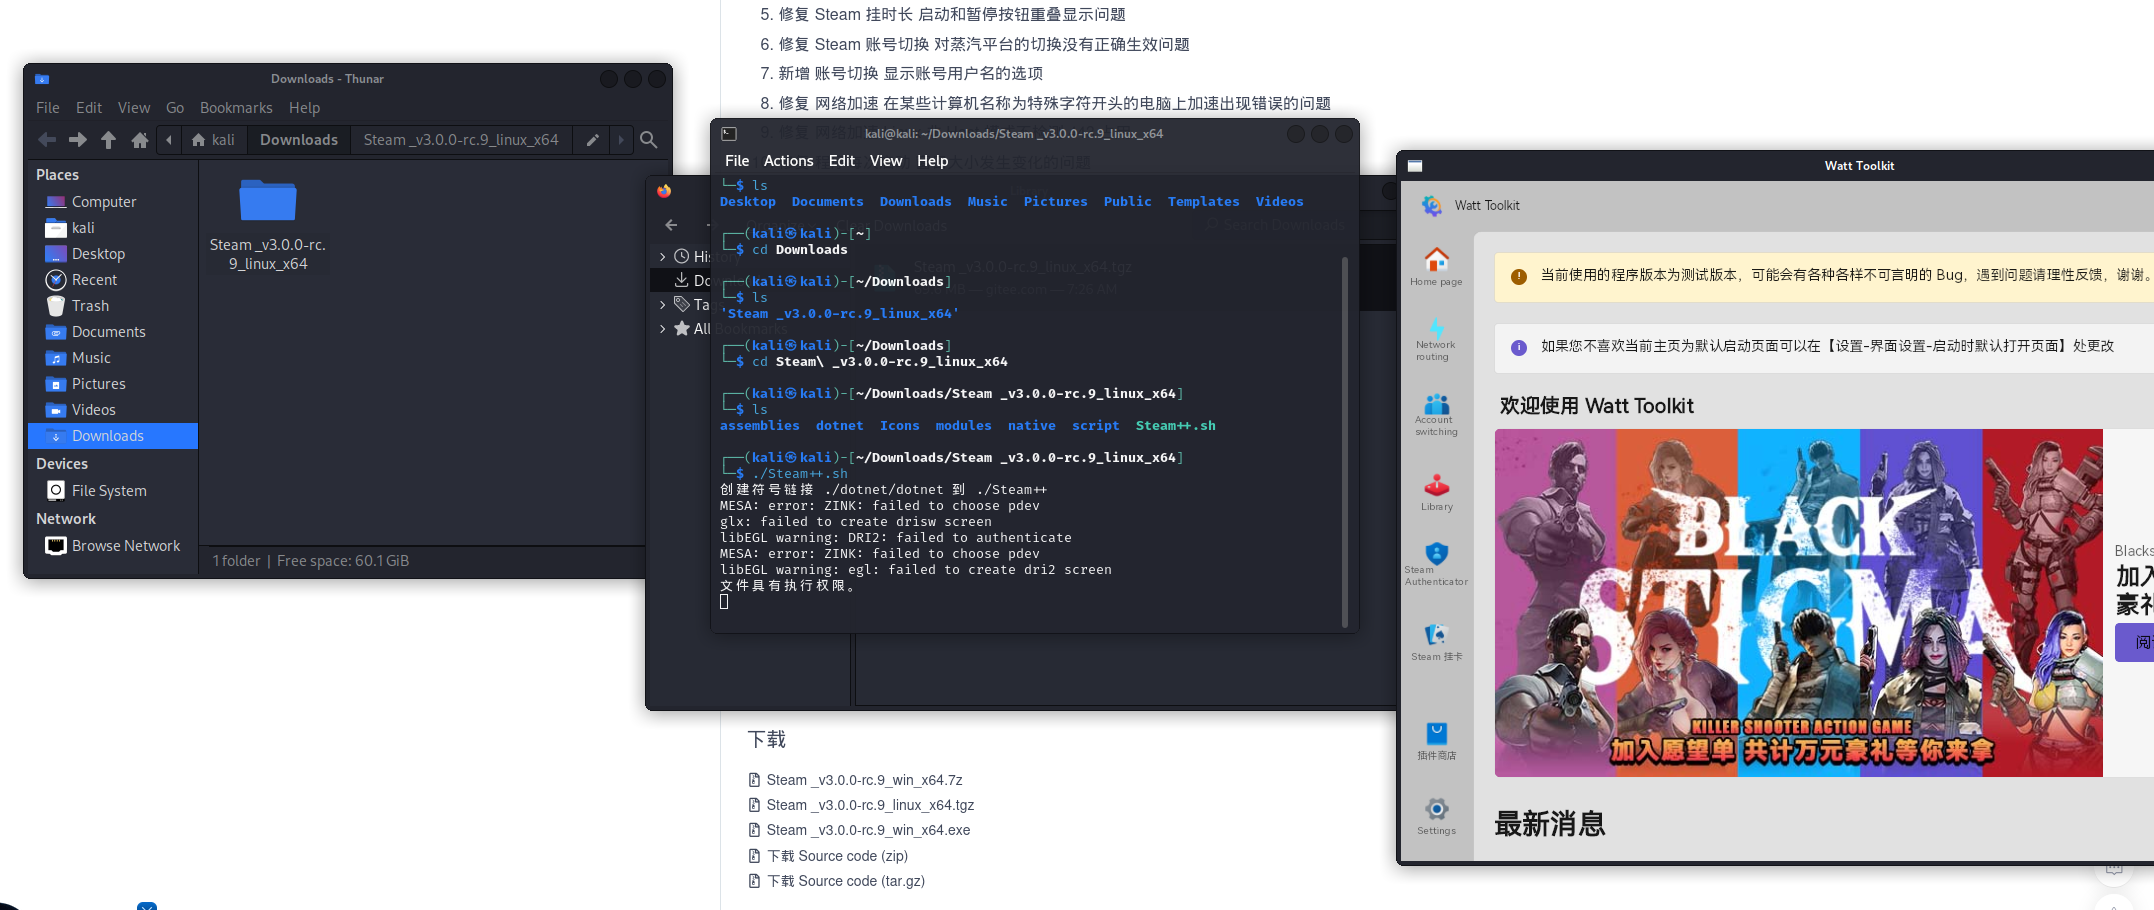 5. 修复 Steam 挂时长 启动和暂停按钮重叠显示问题
6. 修复 Steam 账号切换 对蒸汽平台的切换没有正确生效问题
7. 新增 账号切换 显示账号用户名的选项
8. 修复 网络加速 在某些计算机名称为特殊字符开头的电脑上加速出现错误的问题
Downloads - Thunar
File Edit View Go Bookmarks Help
kali Downloads Steam _v3.0.0-rc.9_linux_x64
Places
Computer
kali
Desktop
Recent
Trash
Documents
Music
Pictures
Videos
Downloads
Devices
File System
Network
Browse Network
Steam _v3.0.0-rc.
9_linux_x64
1 folder | Free space: 60.1 GiB
kali@kali: ~/Downloads/Steam _v3.0.0-rc.9_linux_x64
File Actions Edit View Help
└─$ ls
Desktop Documents Downloads Music Pictures Public Templates Videos
┌──(kali㉿kali)-[~]
└─$ cd Downloads
┌──(kali㉿kali)-[~/Downloads]
└─$ ls
'Steam _v3.0.0-rc.9_linux_x64'
┌──(kali㉿kali)-[~/Downloads]
└─$ cd Steam\ _v3.0.0-rc.9_linux_x64
┌──(kali㉿kali)-[~/Downloads/Steam _v3.0.0-rc.9_linux_x64]
└─$ ls
assemblies dotnet Icons modules native script Steam++.sh
┌──(kali㉿kali)-[~/Downloads/Steam _v3.0.0-rc.9_linux_x64]
└─$ ./Steam++.sh
创建符号链接 ./dotnet/dotnet 到 ./Steam++
MESA: error: ZINK: failed to choose pdev
glx: failed to create drisw screen
libEGL warning: DRI2: failed to authenticate
MESA: error: ZINK: failed to choose pdev
libEGL warning: egl: failed to create dri2 screen
文件具有执行权限。
Watt Toolkit
Watt Toolkit
Home page
Network
routing
Account
switching
Library
Steam
Authenticator
Steam 挂卡
插件商店
Settings
当前使用的程序版本为测试版本，可能会有各种各样不可言明的 Bug，遇到问题请理性反馈，谢谢。
如果您不喜欢当前主页为默认启动页面可以在【设置-界面设置-启动时默认打开页面】处更改
欢迎使用 Watt Toolkit
BLACK
STIGMA
KILLER SHOOTER ACTION GAME
加入愿望单 共计万元豪礼等你来拿
Blacks
加入
豪礼
最新消息
下载
Steam _v3.0.0-rc.9_win_x64.7z
Steam _v3.0.0-rc.9_linux_x64.tgz
Steam _v3.0.0-rc.9_win_x64.exe
下载 Source code (zip)
下载 Source code (tar.gz)